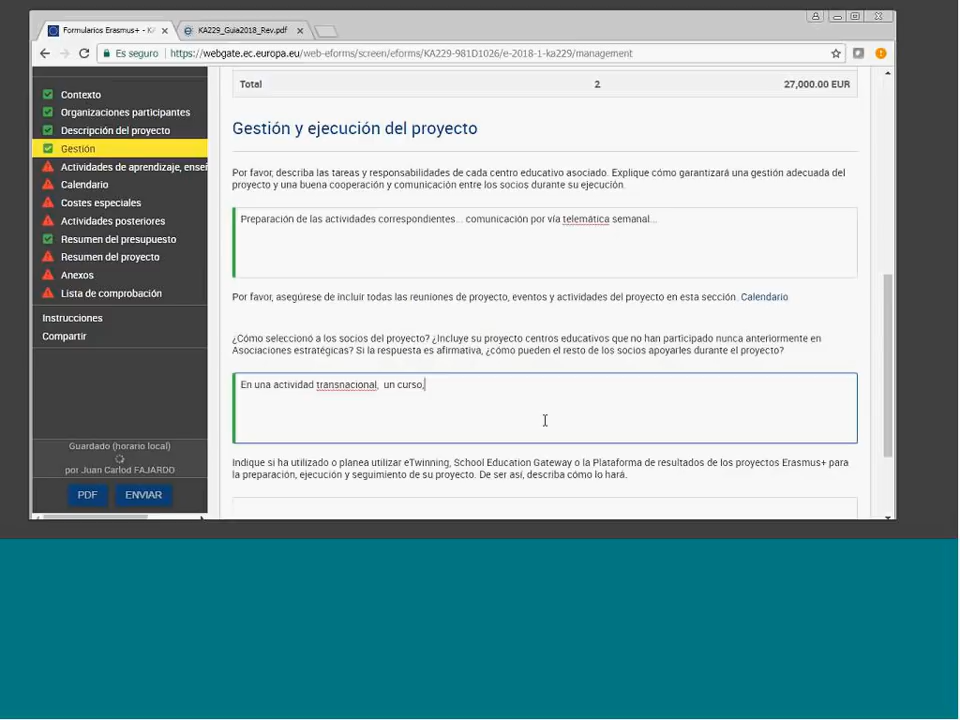 Formularios Erasmus+ - KA
KA229_Guia2018_Rev.pdf
Es seguro
https://webgate.ec.europa.eu/web-eforms/screen/eforms/KA229-981D1026/e-2018-1-ka229/management
Contexto
Organizaciones participantes
Descripción del proyecto
Gestión
Actividades de aprendizaje, enseñ
Calendario
Costes especiales
Actividades posteriores
Resumen del presupuesto
Resumen del proyecto
Anexos
Lista de comprobación
Instrucciones
Compartir
Guardado (horario local)
por Juan Carlod FAJARDO
PDF
ENVIAR
Total 2 27,000.00 EUR
Gestión y ejecución del proyecto
Por favor, describa las tareas y responsabilidades de cada centro educativo asociado. Explique cómo garantizará una gestión adecuada del
proyecto y una buena cooperación y comunicación entre los socios durante su ejecución.
Preparación de las actividades correspondientes... comunicación por vía telemática semanal...
Por favor, asegúrese de incluir todas las reuniones de proyecto, eventos y actividades del proyecto en esta sección. Calendario
¿Cómo seleccionó a los socios del proyecto? ¿Incluye su proyecto centros educativos que no han participado nunca anteriormente en
Asociaciones estratégicas? Si la respuesta es afirmativa, ¿cómo pueden el resto de los socios apoyarles durante el proyecto?
En una actividad transnacional, un curso,
Indique si ha utilizado o planea utilizar eTwinning, School Education Gateway o la Plataforma de resultados de los proyectos Erasmus+ para
la preparación, ejecución y seguimiento de su proyecto. De ser así, describa cómo lo hará.